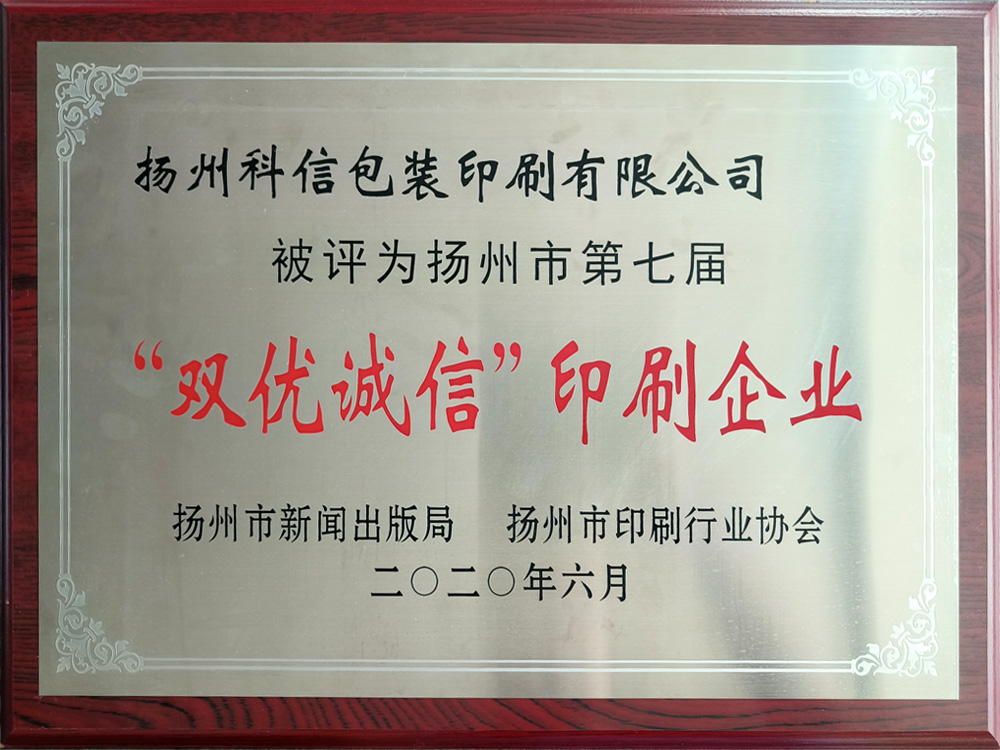 扬州科信包装印刷有限公司
被评为扬州市第七届
“双优诚信”印刷企业
扬州市新闻出版局 扬州市印刷行业协会
二〇二〇年六月